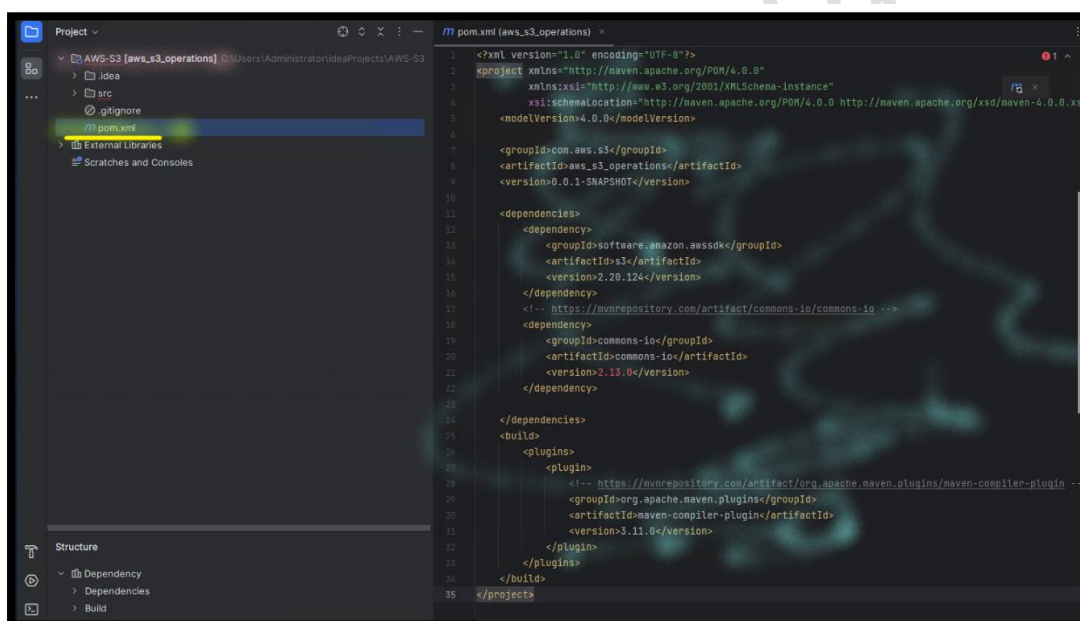 Project
AWS-S3 [aws_s3_operations] C:\Users\Administrator\IdeaProjects\AWS-S3
.idea
src
.gitignore
pom.xml
External Libraries
Scratches and Consoles
Structure
Dependency
Dependencies
Build
pom.xml (aws_s3_operations)
1
1 <?xml version="1.0" encoding="UTF-8"?>
2 <project xmlns="http://maven.apache.org/POM/4.0.0"
3 xmlns:xsi="http://www.w3.org/2001/XMLSchema-instance"
4 xsi:schemaLocation="http://maven.apache.org/POM/4.0.0 http://maven.apache.org/xsd/maven-4.0.0.xs
5 <modelVersion>4.0.0</modelVersion>
6
7 <groupId>com.aws.s3</groupId>
8 <artifactId>aws_s3_operations</artifactId>
9 <version>0.0.1-SNAPSHOT</version>
10
11 <dependencies>
12 <dependency>
13 <groupId>software.amazon.awssdk</groupId>
14 <artifactId>s3</artifactId>
15 <version>2.20.124</version>
16 </dependency>
17 <!-- https://mvnrepository.com/artifact/commons-io/commons-io -->
18 <dependency>
19 <groupId>commons-io</groupId>
20 <artifactId>commons-io</artifactId>
21 <version>2.13.0</version>
22 </dependency>
23
24 </dependencies>
25 <build>
26 <plugins>
27 <plugin>
28 <!-- https://mvnrepository.com/artifact/org.apache.maven.plugins/maven-compiler-plugin --
29 <groupId>org.apache.maven.plugins</groupId>
30 <artifactId>maven-compiler-plugin</artifactId>
31 <version>3.11.0</version>
32 </plugin>
33 </plugins>
34 </build>
35 </project>